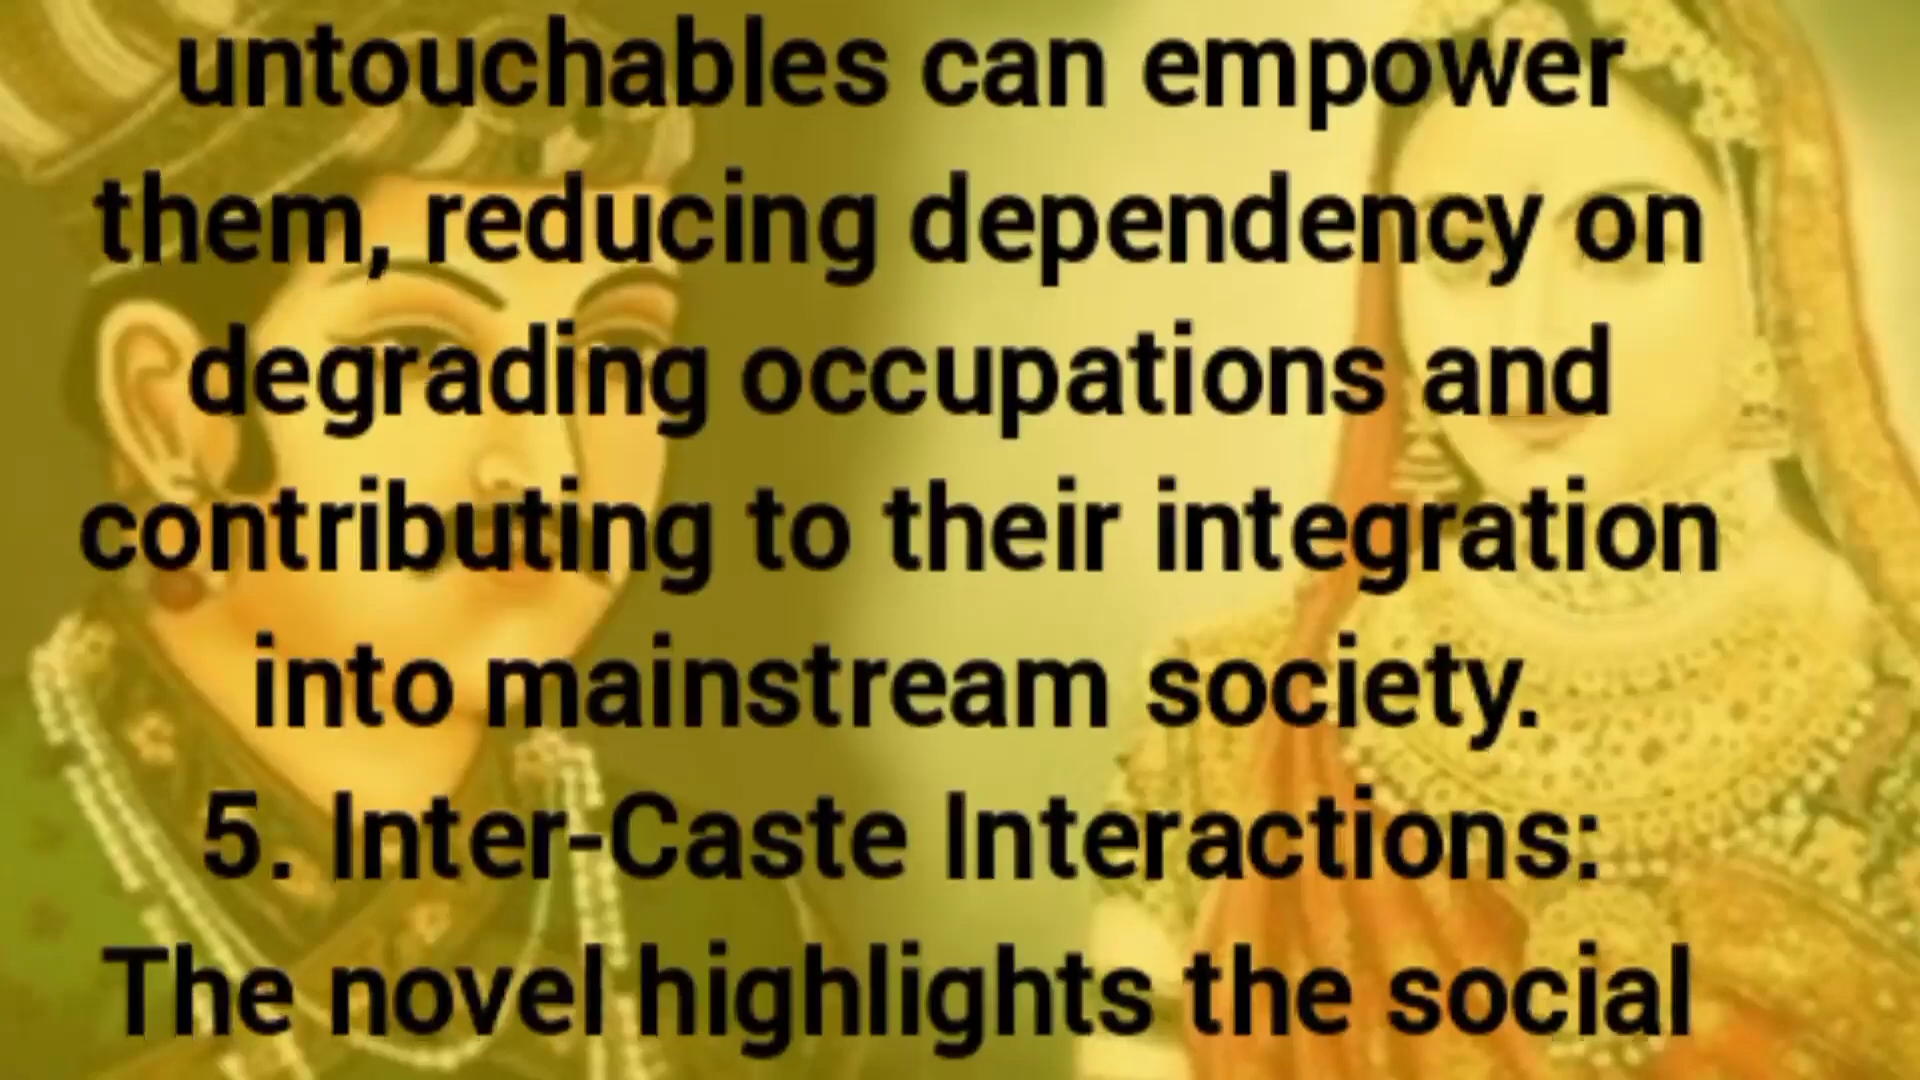 untouchables can empower
them, reducing dependency on
degrading occupations and
contributing to their integration
into mainstream society.
5. Inter-Caste Interactions:
The novel highlights the social